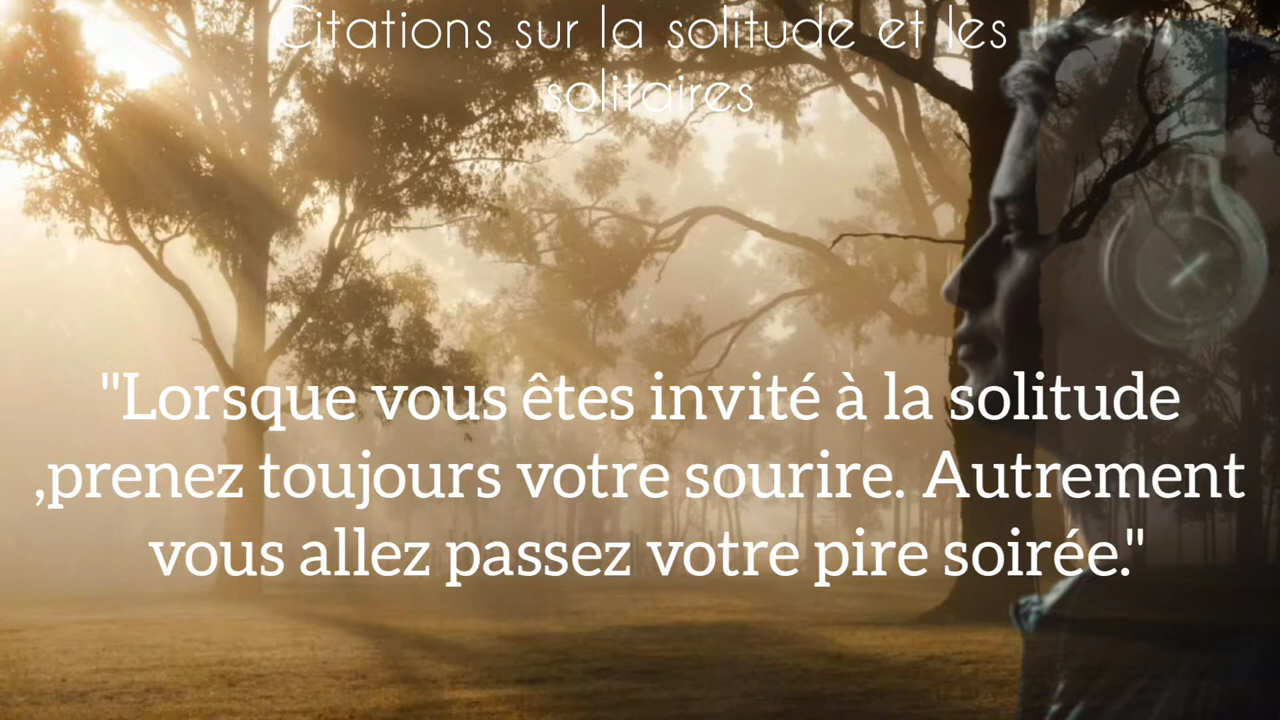 Citations sur la solitude et les
solitaires
"Lorsque vous êtes invité à la solitude
,prenez toujours votre sourire. Autrement
vous allez passez votre pire soirée."